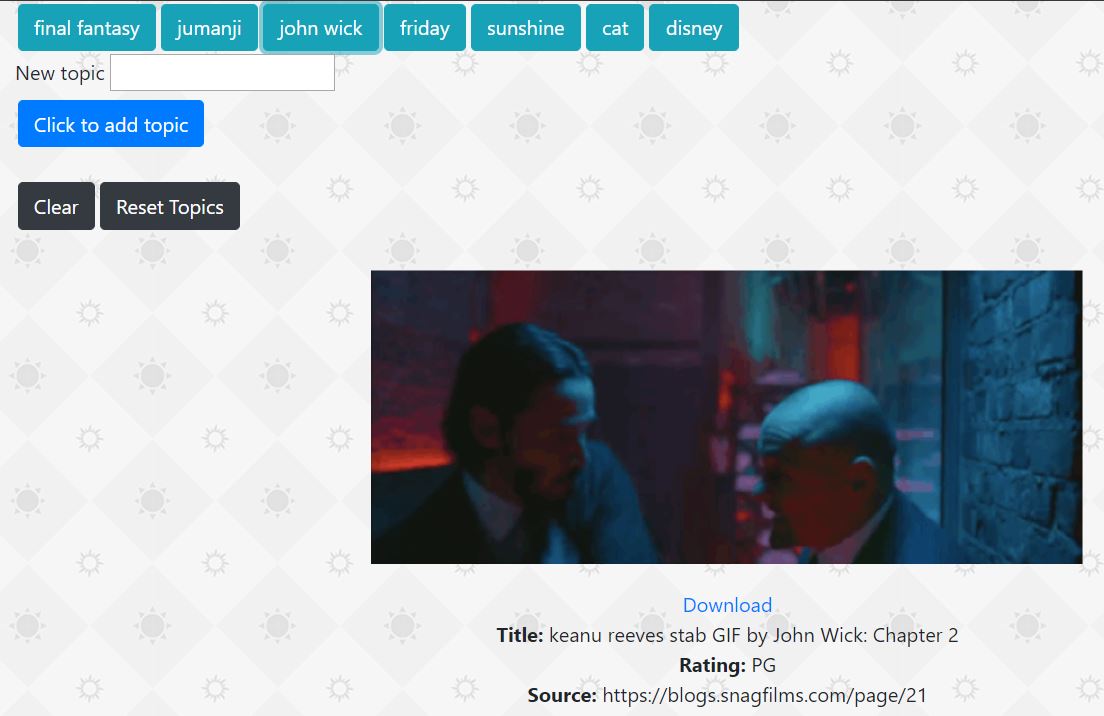 final fantasy jumanji john wick friday sunshine cat disney
New topic
Click to add topic
Clear Reset Topics
Download
Title: keanu reeves stab GIF by John Wick: Chapter 2
Rating: PG
Source: https://blogs.snagfilms.com/page/21